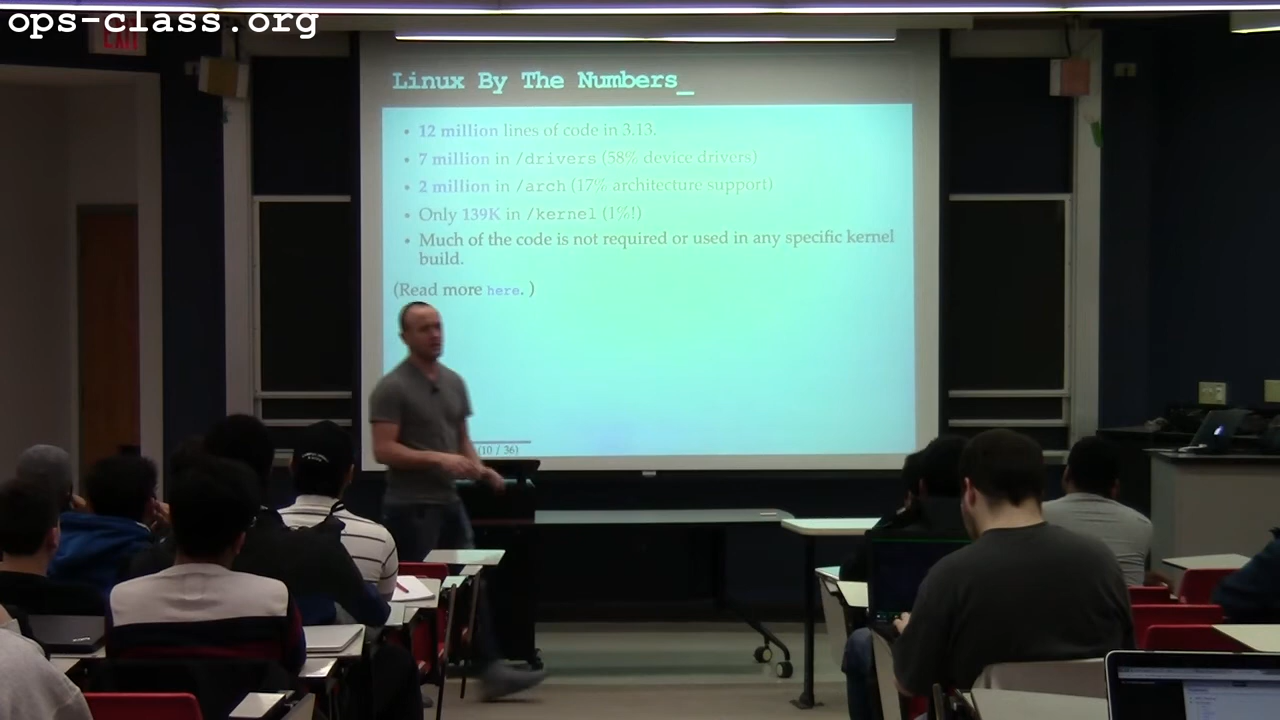 ops-class.org
EXIT
Linux By The Numbers_
• 12 million lines of code in 3.13.
• 7 million in /drivers (58% device drivers)
• 2 million in /arch (17% architecture support)
• Only 139K in /kernel (1%!)
• Much of the code is not required or used in any specific kernel
build.
(Read more here. )
(10 / 36)